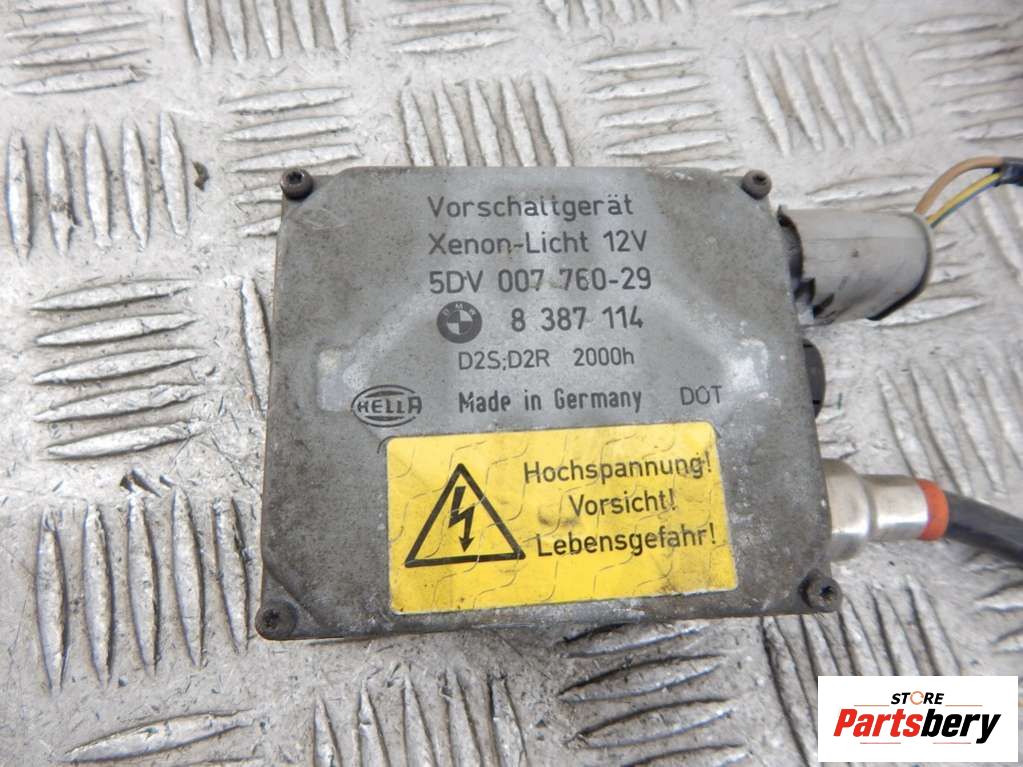 Vorschaltgerät
Xenon-Licht 12V
5DV 007 760-29
BMW 8 387 114
D2S;D2R 2000h
HELLA Made in Germany DOT
Hochspannung!
Vorsicht!
Lebensgefahr!
STORE
Partsbery